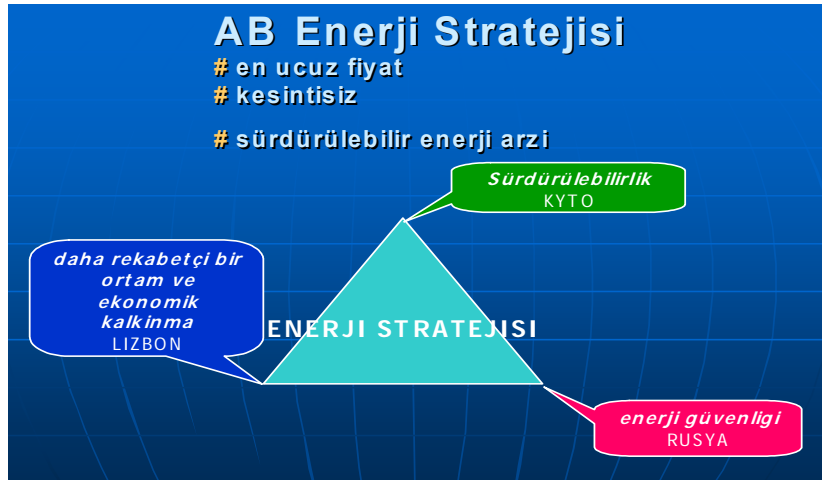 AB Enerji Stratejisi
# en ucuz fiyat
# kesintisiz
# sürdürülebilir enerji arzi
Sürdürülebilirlik
KYTO
daha rekabetçi bir
ortam ve
ekonomik
kalkinma
LIZBON
ENERJI STRATEJISI
enerji güvenligi
RUSYA